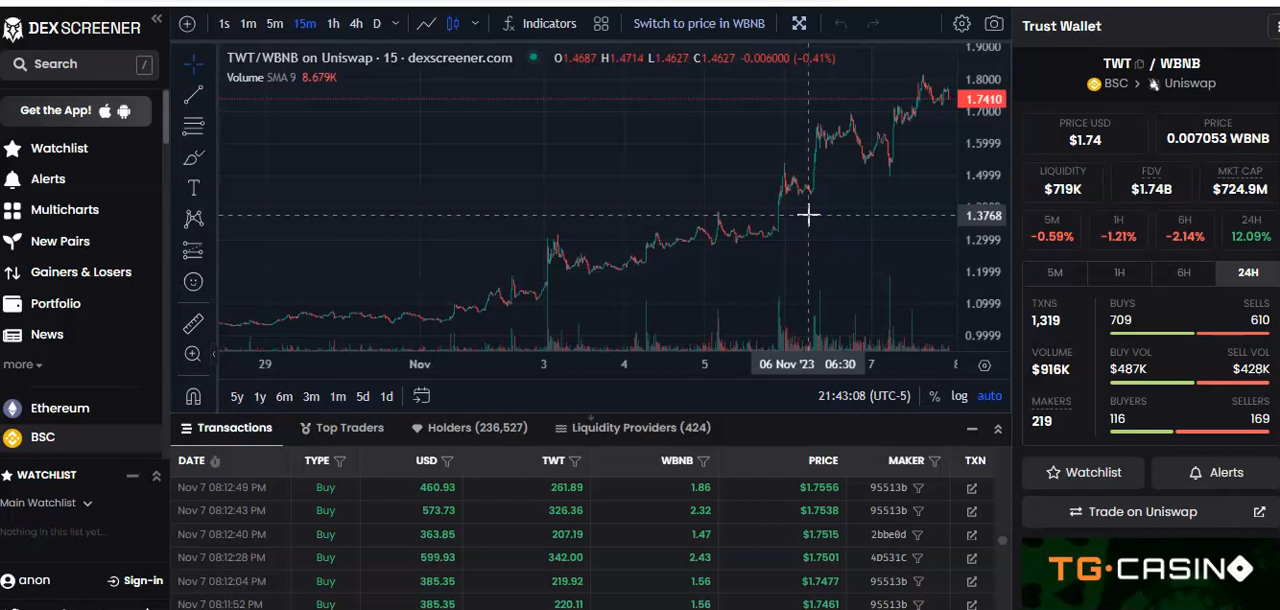 DEX SCREENER «
Search /
Get the App!
Watchlist
Alerts
Multicharts
New Pairs
Gainers & Losers
Portfolio
News
more
Ethereum
BSC
WATCHLIST
Main Watchlist
Nothing in this list yet...
anon Sign-in
1s 1m 5m 15m 1h 4h D Indicators Switch to price in WBNB
TWT/WBNB on Uniswap · 15 · dexscreener.com O1.4687 H1.4714 L1.4627 C1.4627 -0.006000 (-0.41%)
Volume SMA 9 8.679K
1.9000
1.8000
1.7410
1.7000
1.5999
1.4999
1.3768
1.2999
1.1999
1.0999
0.9999
29 Nov 3 4 5 06 Nov '23 06:30 7 8
5y 1y 6m 3m 1m 5d 1d 21:43:08 (UTC-5) % log auto
Transactions Top Traders Holders (236,527) Liquidity Providers (424)
DATE TYPE USD TWT WBNB PRICE MAKER TXN
Nov 7 08:12:49 PM Buy 460.93 261.89 1.86 $1.7556 95513b
Nov 7 08:12:43 PM Buy 573.73 326.36 2.32 $1.7538 95513b
Nov 7 08:12:40 PM Buy 363.85 207.19 1.47 $1.7515 2bbe0d
Nov 7 08:12:28 PM Buy 599.93 342.00 2.43 $1.7501 4D531C
Nov 7 08:12:04 PM Buy 385.35 219.92 1.56 $1.7477 95513b
Nov 7 08:11:52 PM Buy 385.35 220.11 1.56 $1.7461 95513b
Trust Wallet
TWT / WBNB
BSC > Uniswap
PRICE USD PRICE
$1.74 0.007053 WBNB
LIQUIDITY FDV MKT CAP
$719K $1.74B $724.9M
5M 1H 6H 24H
-0.59% -1.21% -2.14% 12.09%
5M 1H 6H 24H
TXNS BUYS SELLS
1,319 709 610
VOLUME BUY VOL SELL VOL
$916K $487K $428K
MAKERS BUYERS SELLERS
219 116 169
Watchlist Alerts
Trade on Uniswap
TG.CASINO